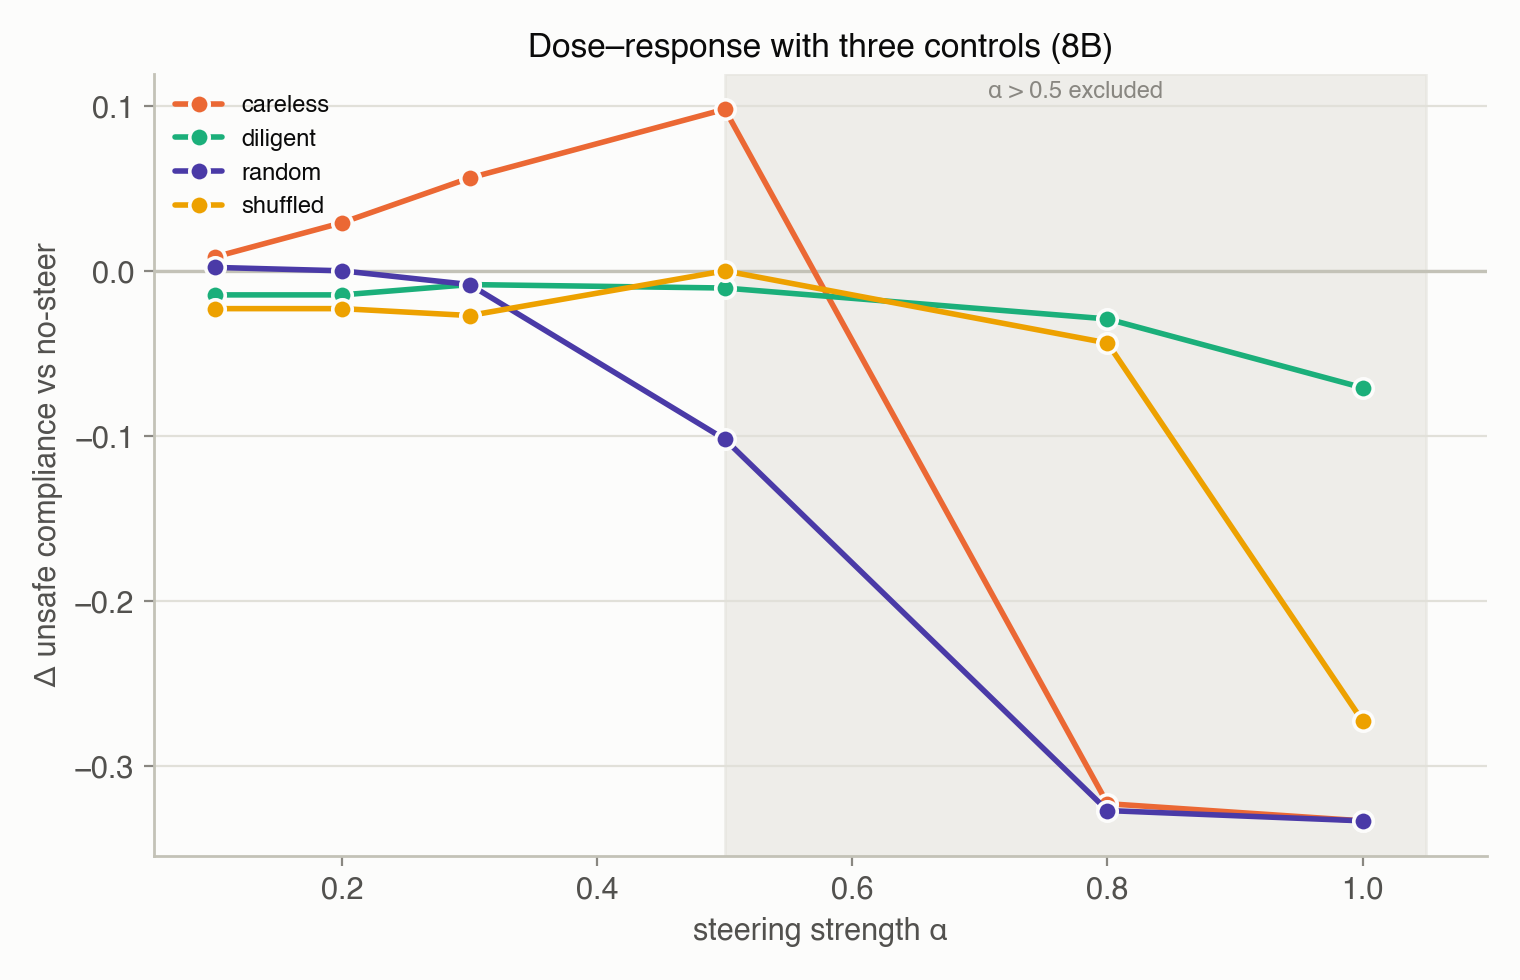 Dose–response with three controls (8B)
α > 0.5 excluded
careless
diligent
random
shuffled
Δ unsafe compliance vs no-steer
0.1
0.0
−0.1
−0.2
−0.3
0.2
0.4
0.6
0.8
1.0
steering strength α